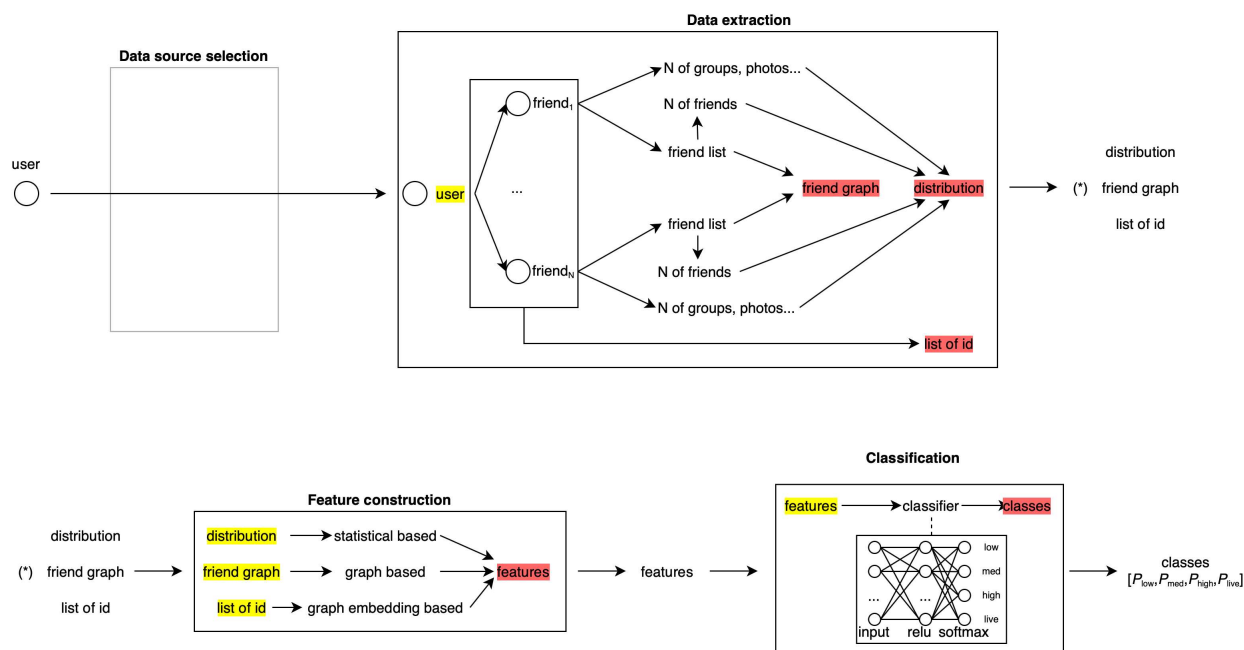 Data extraction
Data source selection
N of groups, photos...
friend1
N of friends
user
friend list
distribution
user
...
friend graph
distribution
(*) friend graph
friend list
list of id
friendN
N of friends
N of groups, photos...
list of id
Classification
Feature construction
features
classifier
classes
distribution
distribution
statistical based
low
(*) friend graph
friend graph
graph based
features
features
med
classes
[Plow,Pmed,Phigh,Plive]
...
...
high
list of id
list of id
graph embedding based
live
input
relu
softmax